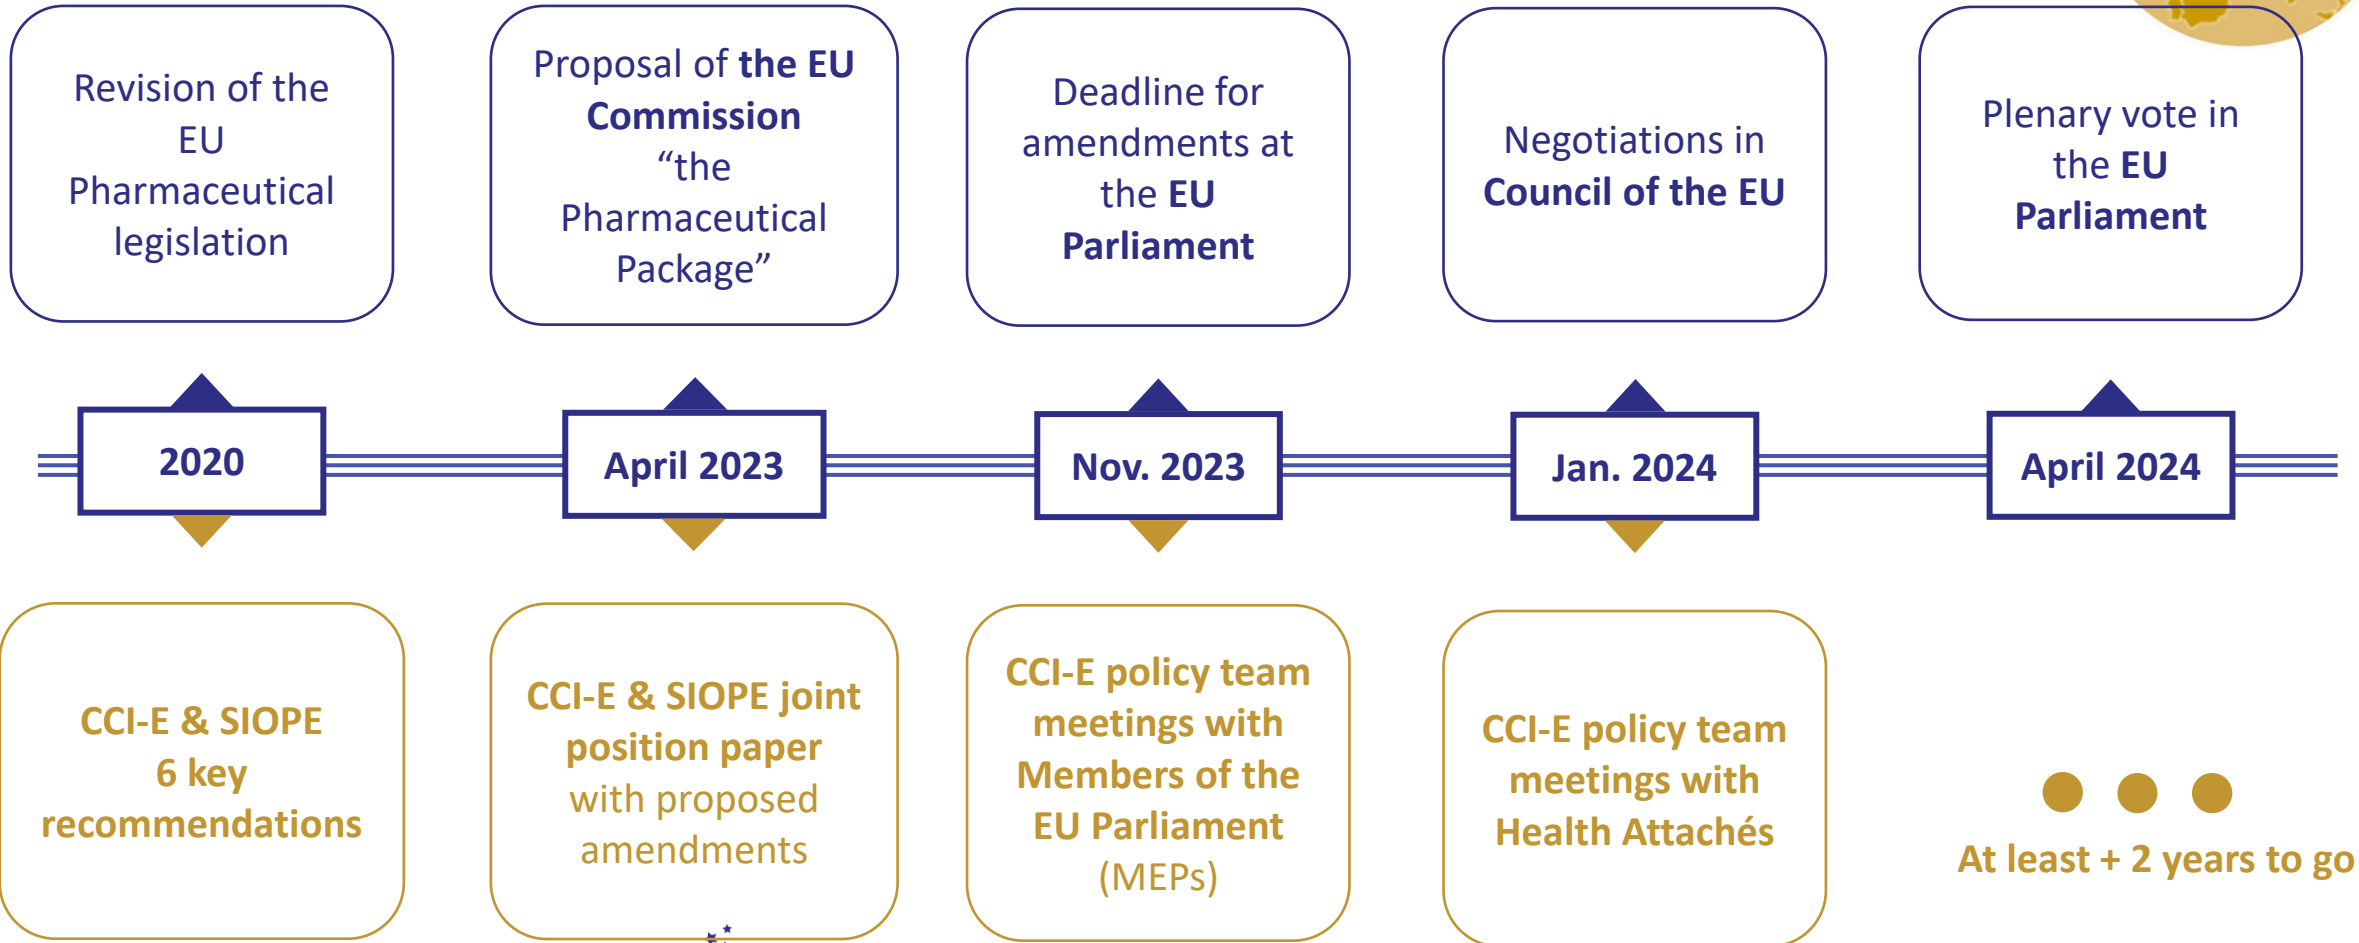 Revision of the
EU
Pharmaceutical
legislation
Proposal of the EU
Commission
“the
Pharmaceutical
Package”
Deadline for
amendments at
the EU
Parliament
Negotiations in
Council of the EU
Plenary vote in
the EU
Parliament
2020
April 2023
Nov. 2023
Jan. 2024
April 2024
CCI-E & SIOPE
6 key
recommendations
CCI-E & SIOPE joint
position paper
with proposed
amendments
CCI-E policy team
meetings with
Members of the
EU Parliament
(MEPs)
CCI-E policy team
meetings with
Health Attachés
At least + 2 years to go